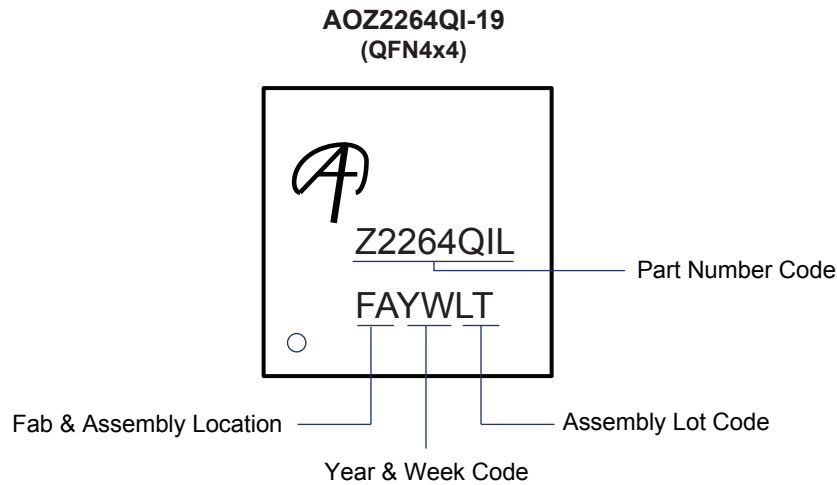 AOZ2264QI-19
(QFN4x4)
Z2264QIL
Part Number Code
FAYWLT
Fab & Assembly Location
Assembly Lot Code
Year & Week Code